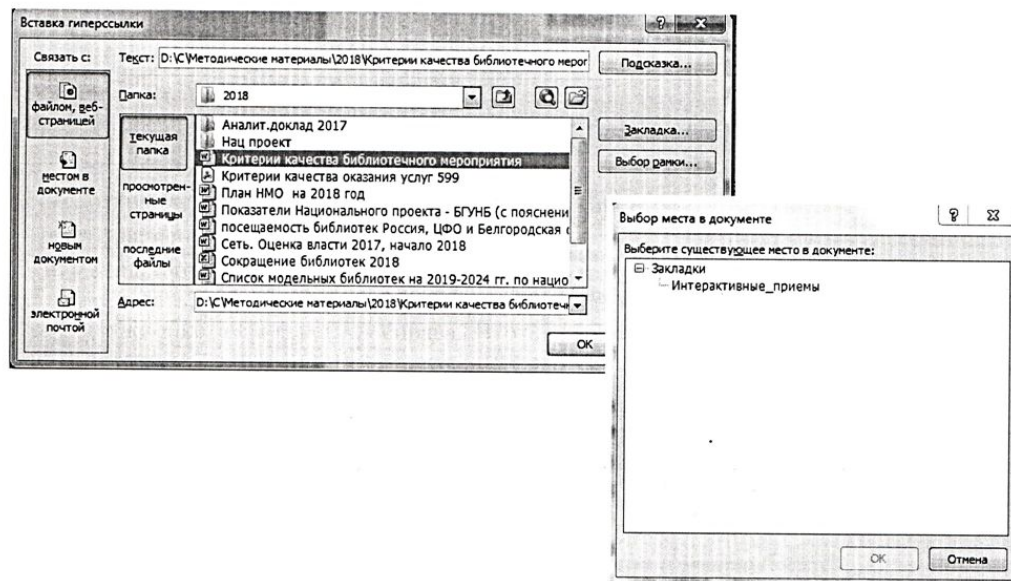 Вставка гиперссылки
Связать с:
Текст: D:\С\Методические материалы\2018\Критерии качества библиотечного мерог
Подсказка...
файлом, веб-
страницей
Папка:
2018
текущая
папка
Аналит.доклад 2017
Нац проект
Критерии качества библиотечного мероприятия
Критерии качества оказания услуг 599
План НМО на 2018 год
Показатели Национального проекта - БГУНБ (с пояснени
посещаемость библиотек Россия, ЦФО и Белгородская с
Сеть. Оценка власти 2017, начало 2018
Сокращение библиотек 2018
Список модельных библиотек на 2019-2024 гг. по нацио
Закладка...
Выбор рамки...
местом в
документе
просмотрен-
ные
страницы
новым
документом
последние
файлы
электронной
почтой
Адрес:
D:\С\Методические материалы\2018\Критерии качества библиотечн
ОК
Выбор места в документе
Выберите существующее место в документе:
Закладки
Интерактивные_приемы
ОК
Отмена